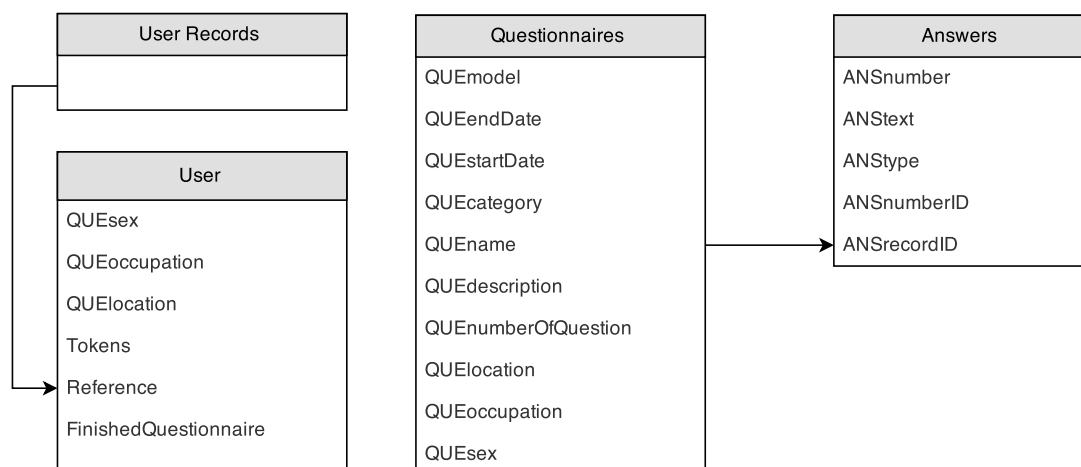 User Records
User
QUEsex
QUEoccupation
QUElocation
Tokens
Reference
FinishedQuestionnaire
Questionnaires
QUEmodel
QUEendDate
QUEstartDate
QUEcategory
QUEname
QUEdescription
QUEnumberOfQuestion
QUElocation
QUEoccupation
QUEsex
Answers
ANSnumber
ANStext
ANStype
ANSnumberID
ANSrecordID